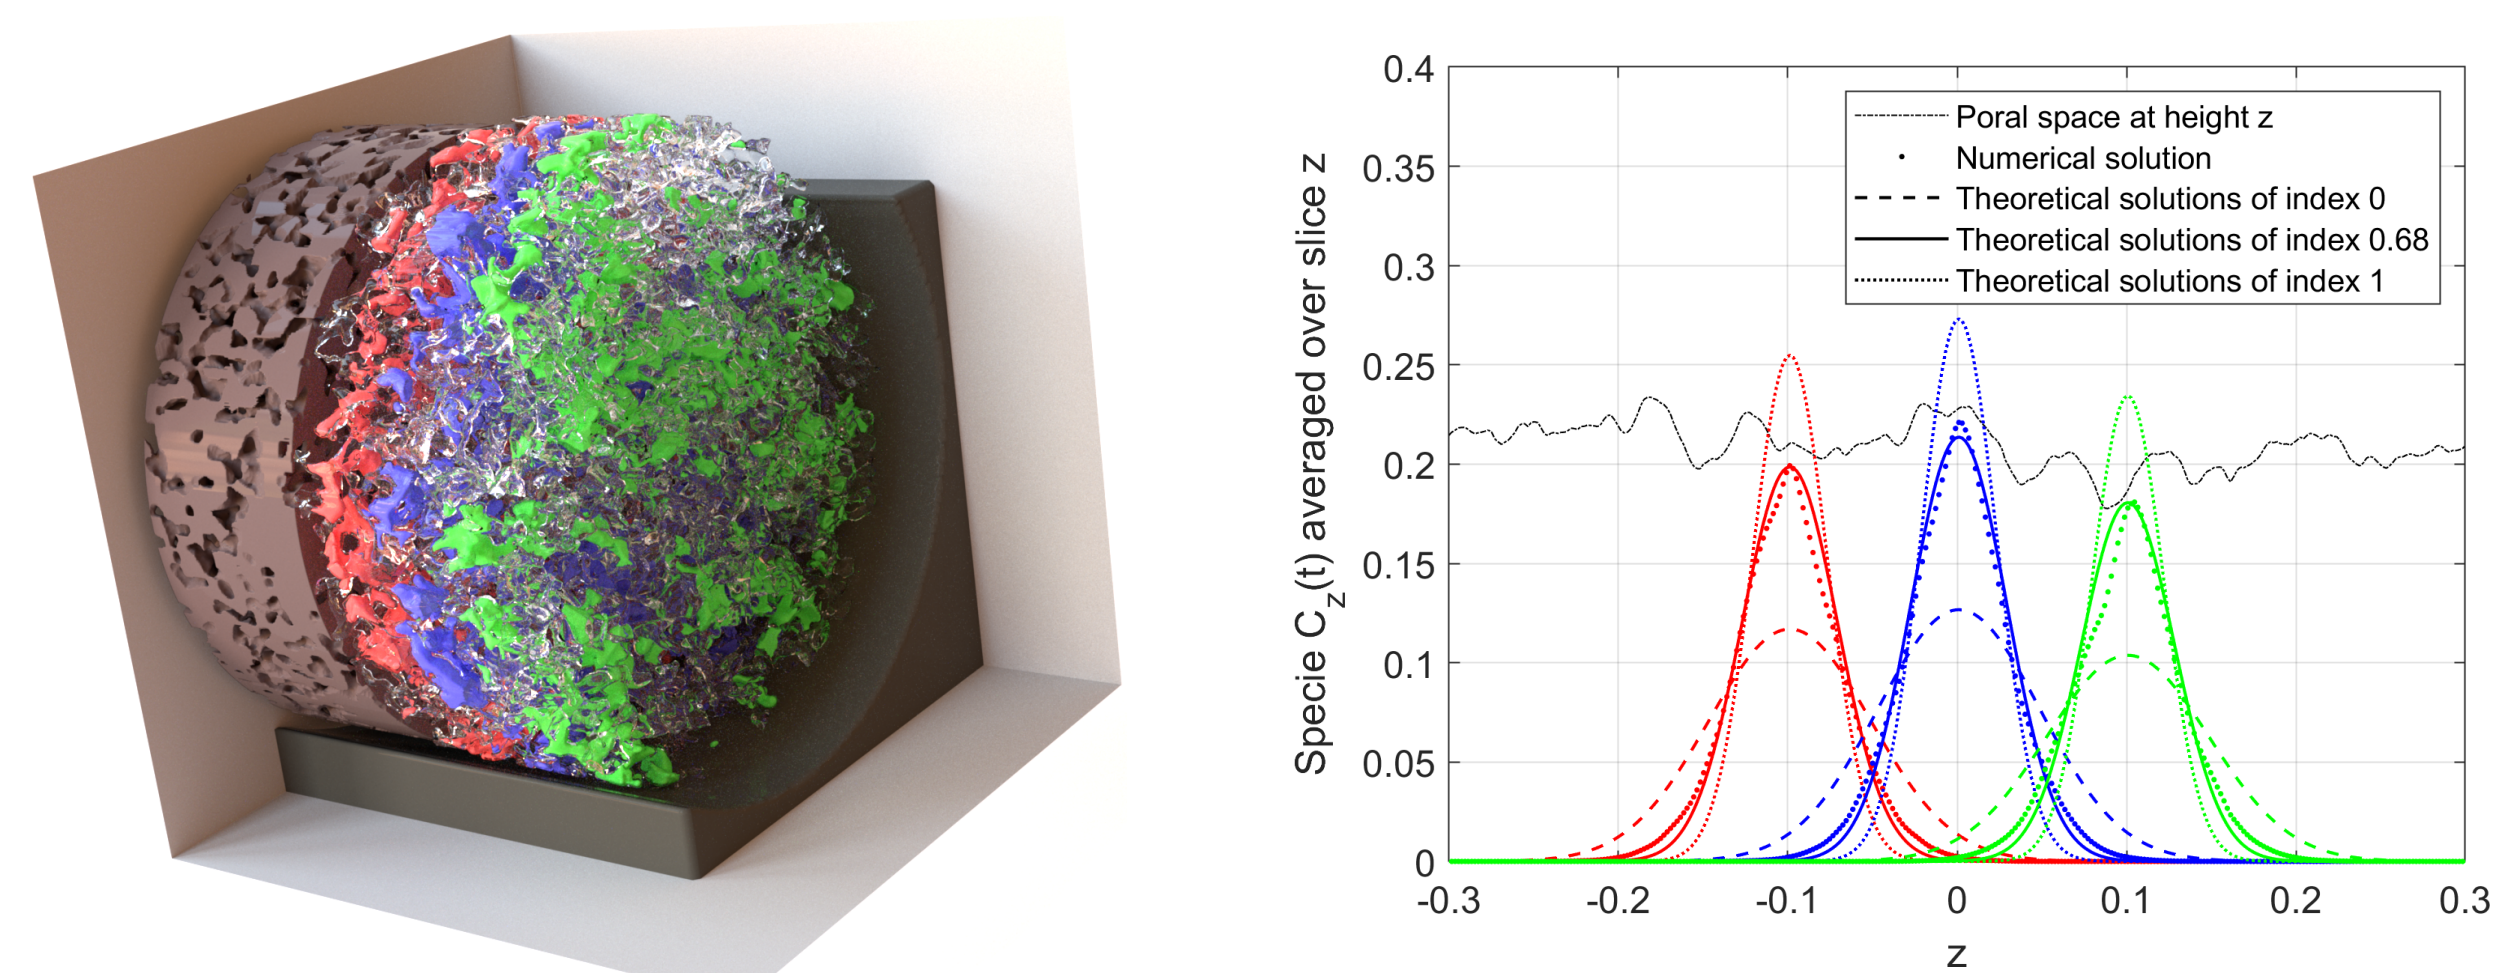 0.4
0.35
0.3
0.25
0.2
0.15
0.1
0.05
0
-0.3
-0.2
-0.1
0
0.1
0.2
0.3
z
Specie C_z(t) averaged over slice z
Poral space at height z
Numerical solution
Theoretical solutions of index 0
Theoretical solutions of index 0.68
Theoretical solutions of index 1